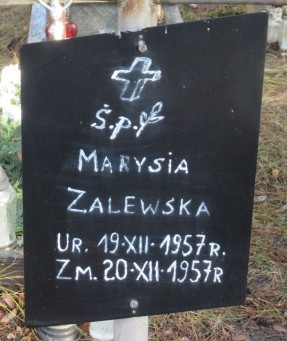 Ś.p.
MARYSIA
ZALEWSKA
UR. 19·XII·1957R.
ZM. 20·XII·1957R